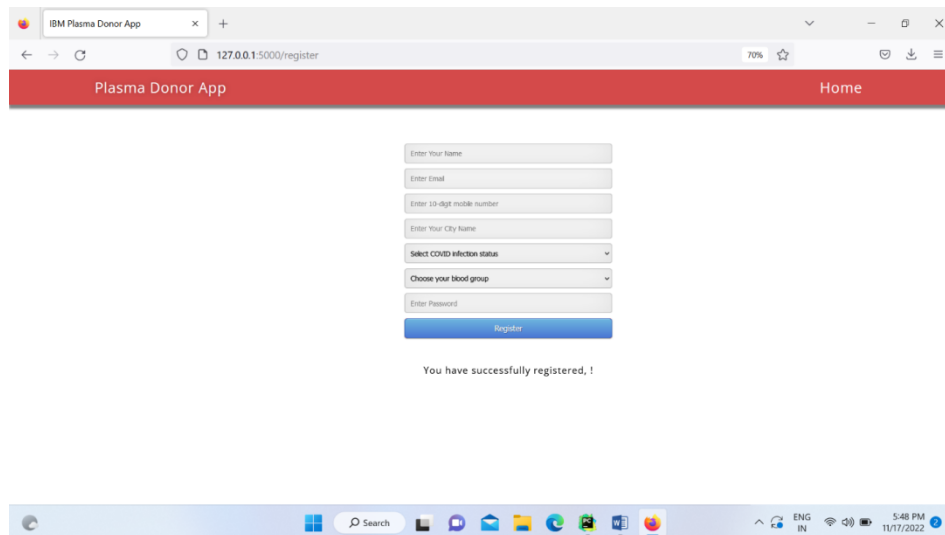 IBM Plasma Donor App
127.0.0.1:5000/register
70%
Plasma Donor App
Home
Enter Your Name
Enter Email
Enter 10-digit mobile number
Enter Your City Name
Select COVID infection status
Choose your blood group
Enter Password
Register
You have successfully registered, !
Search
ENG
IN
5:48 PM
11/17/2022
2